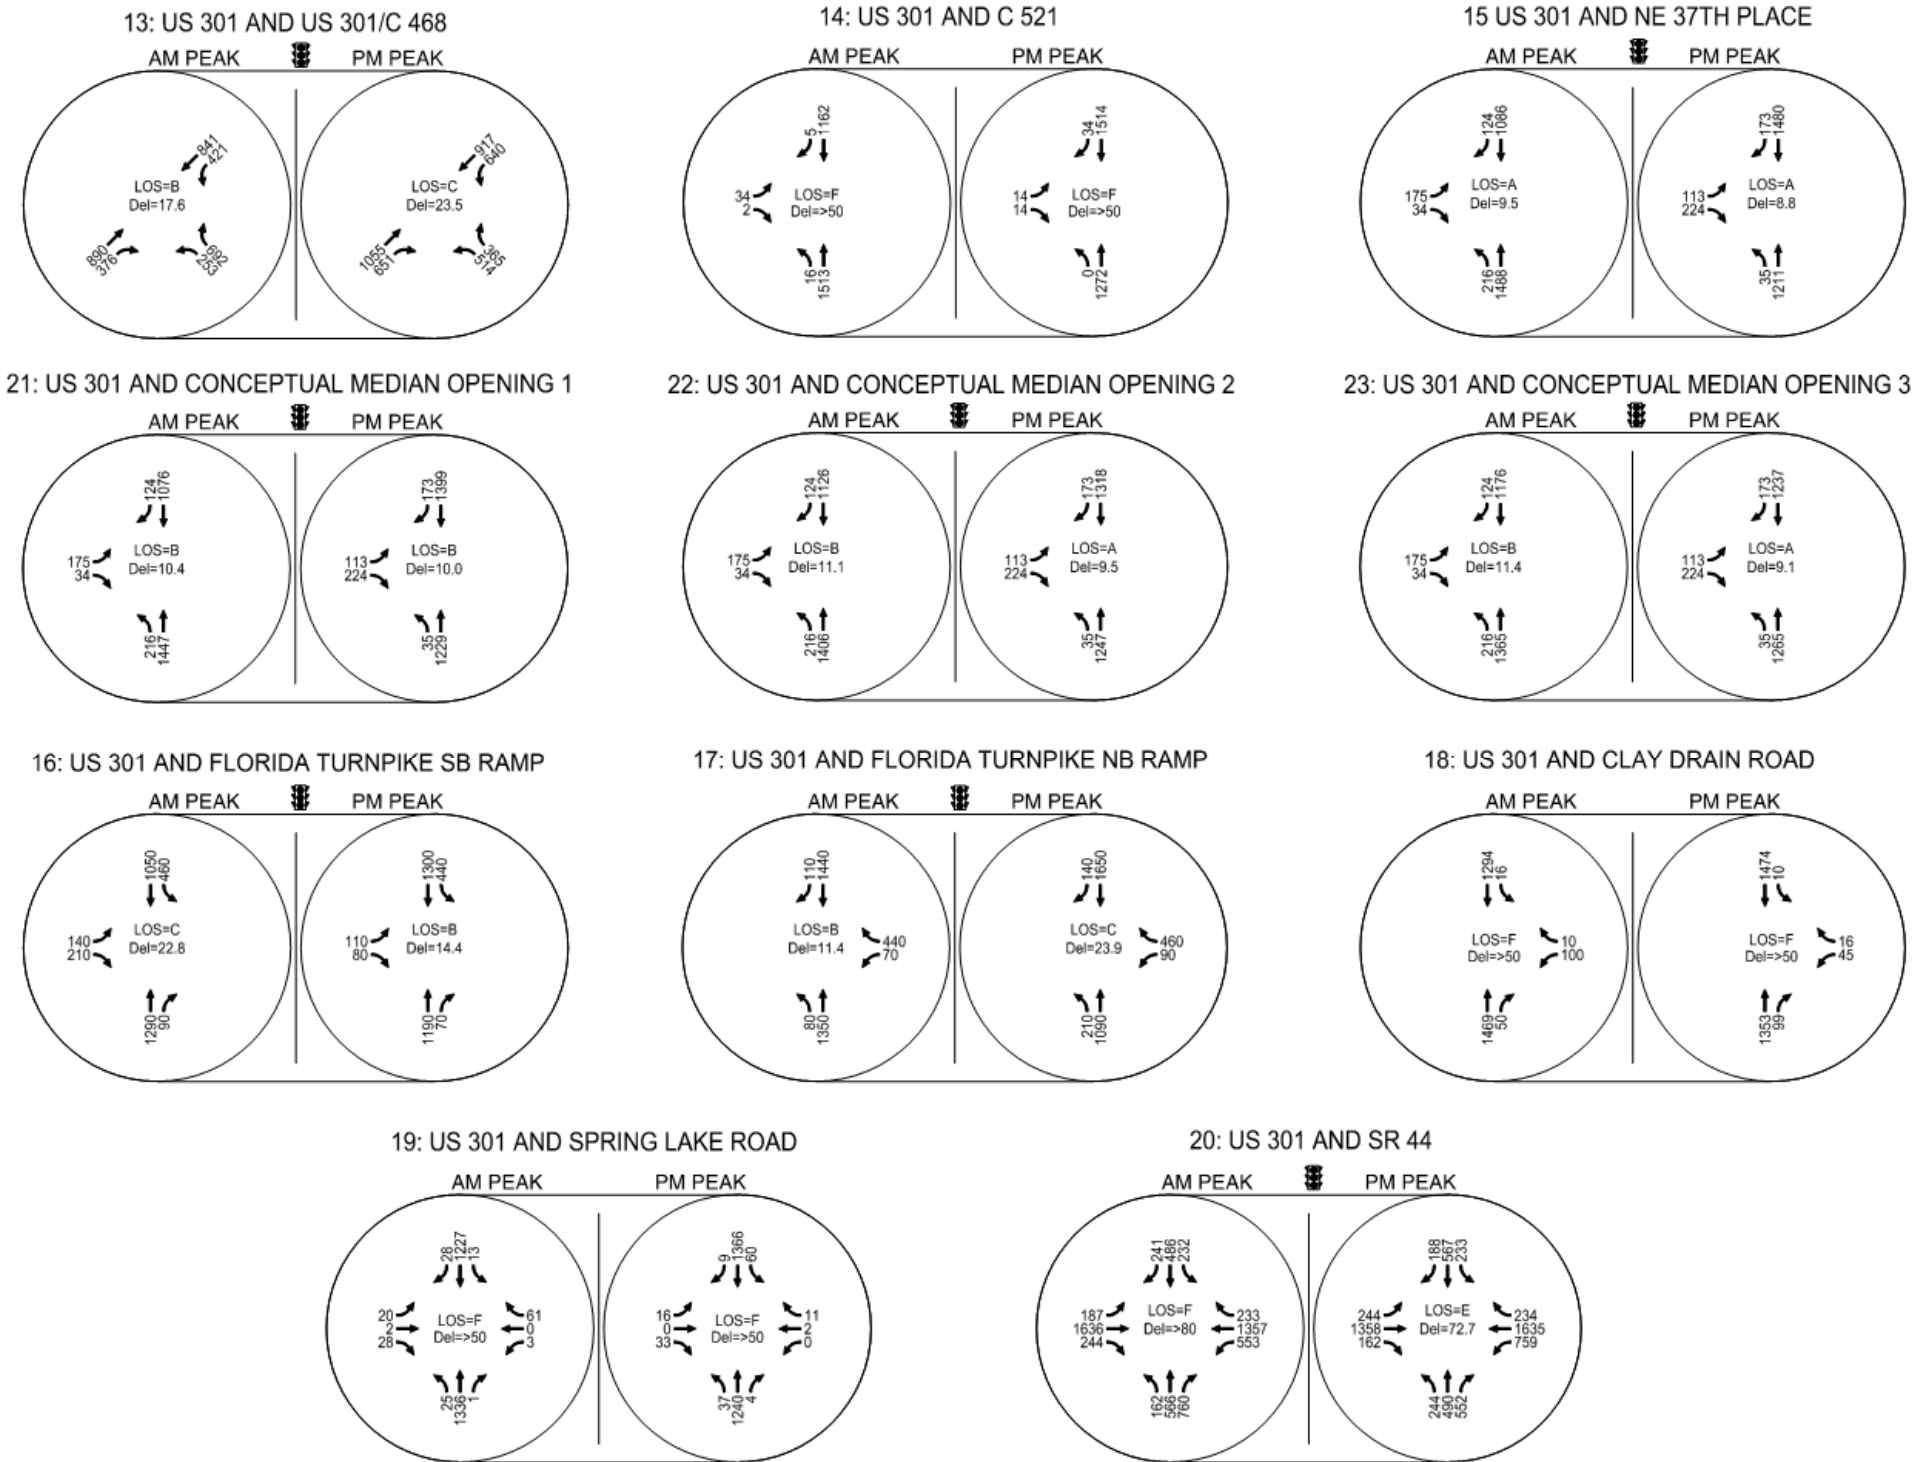 13: US 301 AND US 301/C 468
AM PEAK PM PEAK
841
421
LOS=B
Del=17.6
890
376
692
253
917
640
LOS=C
Del=23.5
1055
651
365
514
14: US 301 AND C 521
AM PEAK PM PEAK
5
1162
34
2
LOS=F
Del=>50
16
1513
34
1514
14
14
LOS=F
Del=>50
0
1272
15 US 301 AND NE 37TH PLACE
AM PEAK PM PEAK
124
1086
175
34
LOS=A
Del=9.5
216
1488
173
1480
113
224
LOS=A
Del=8.8
35
1211
21: US 301 AND CONCEPTUAL MEDIAN OPENING 1
AM PEAK PM PEAK
124
1076
175
34
LOS=B
Del=10.4
216
1447
173
1399
113
224
LOS=B
Del=10.0
35
1229
22: US 301 AND CONCEPTUAL MEDIAN OPENING 2
AM PEAK PM PEAK
124
1126
175
34
LOS=B
Del=11.1
216
1406
173
1318
113
224
LOS=A
Del=9.5
35
1247
23: US 301 AND CONCEPTUAL MEDIAN OPENING 3
AM PEAK PM PEAK
124
1176
175
34
LOS=B
Del=11.4
216
1365
173
1237
113
224
LOS=A
Del=9.1
35
1265
16: US 301 AND FLORIDA TURNPIKE SB RAMP
AM PEAK PM PEAK
1050
460
140
210
LOS=C
Del=22.8
1290
90
1300
440
110
80
LOS=B
Del=14.4
1190
70
17: US 301 AND FLORIDA TURNPIKE NB RAMP
AM PEAK PM PEAK
110
1440
LOS=B
Del=11.4
440
70
80
1350
140
1650
LOS=C
Del=23.9
460
90
210
1090
18: US 301 AND CLAY DRAIN ROAD
AM PEAK PM PEAK
1294
16
LOS=F
Del=>50
10
100
1469
50
1474
10
LOS=F
Del=>50
16
45
1353
99
19: US 301 AND SPRING LAKE ROAD
AM PEAK PM PEAK
28
1227
13
20
2
28
LOS=F
Del=>50
61
0
3
25
1336
1
9
1366
60
16
0
33
LOS=F
Del=>50
11
2
0
37
1240
4
20: US 301 AND SR 44
AM PEAK PM PEAK
241
486
232
187
1636
244
LOS=F
Del=>80
233
1357
553
162
566
760
188
567
233
244
1358
162
LOS=E
Del=72.7
234
1635
759
244
490
552